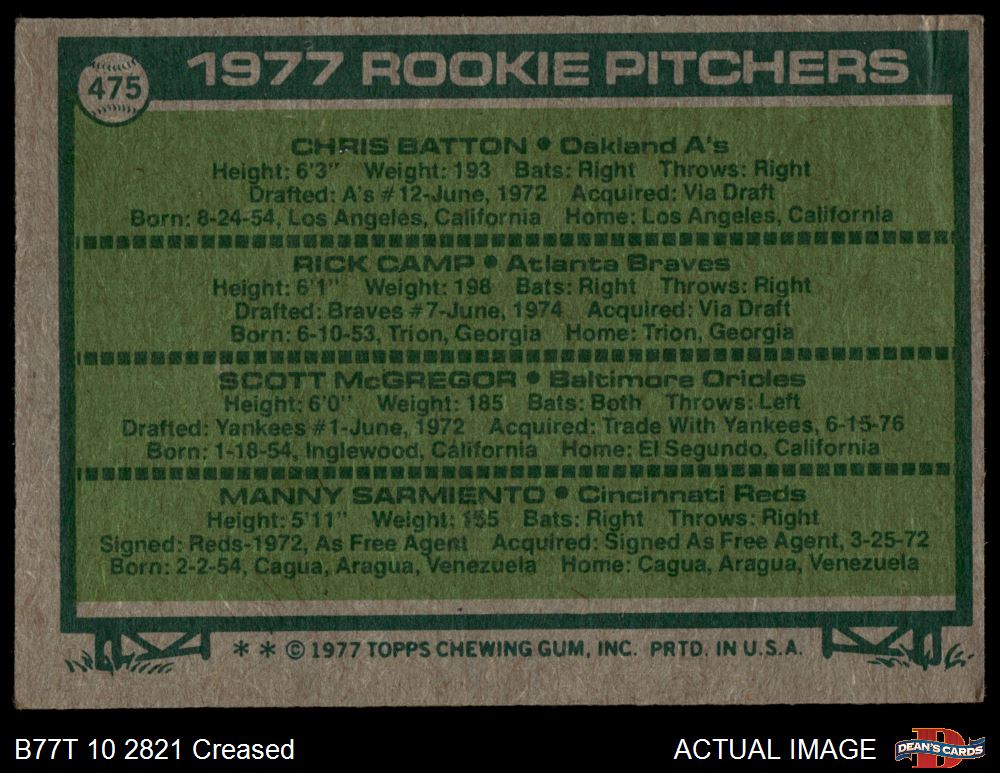 475
1977 ROOKIE PITCHERS
CHRIS BATTON • Oakland A's
Height: 6'3" Weight: 193 Bats: Right Throws: Right
Drafted: A's #12-June, 1972 Acquired: Via Draft
Born: 8-24-54, Los Angeles, California Home: Los Angeles, California
RICK CAMP • Atlanta Braves
Height: 6'1" Weight: 198 Bats: Right Throws: Right
Drafted: Braves #7-June, 1974 Acquired: Via Draft
Born: 6-10-53, Trion, Georgia Home: Trion, Georgia
SCOTT McGREGOR • Baltimore Orioles
Height: 6'0" Weight: 185 Bats: Both Throws: Left
Drafted: Yankees #1-June, 1972 Acquired: Trade With Yankees, 6-15-76
Born: 1-18-54, Inglewood, California Home: El Segundo, California
MANNY SARMIENTO • Cincinnati Reds
Height: 5'11" Weight: 155 Bats: Right Throws: Right
Signed: Reds-1972, As Free Agent Acquired: Signed As Free Agent, 3-25-72
Born: 2-2-54, Cagua, Aragua, Venezuela Home: Cagua, Aragua, Venezuela
* * © 1977 TOPPS CHEWING GUM, INC. PRTD. IN U.S.A.
B77T 10 2821 Creased
ACTUAL IMAGE
DEAN'S CARDS